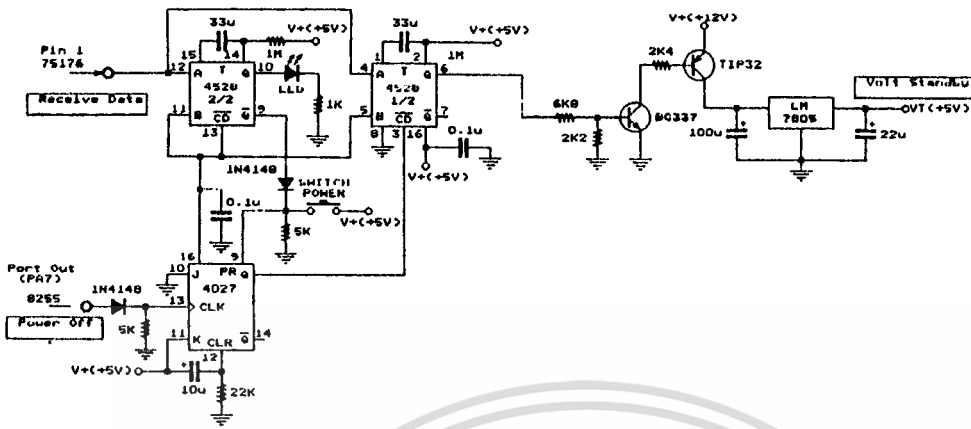 33u
V+(+5V)
33u
V+(+5V)
V+(+12V)
Pin 1
75176
15
14
1M
1
2
1M
2K4
TIP32
12
A
T
Q
10
LED
4
A
T
Q
6
Volt Standby
Receive Data
4528
2/2
1K
4528
1/2
LM
7805
VT(+5V)
11
B
CD
Q
9
5
B
CD
Q
7
6K8
BC337
100u
22u
13
8
3
16
0.1u
2K2
1N4148
V+(+5V)
SWITCH
POWER
0.1u
V+(+5V)
5K
16
9
Port Out
(PA7)
10
J
PR
Q
1N4148
4027
8255
13
CLK
Power Off
5K
11
K
CLR
Q
14
12
V+(+5V)
10u
22K